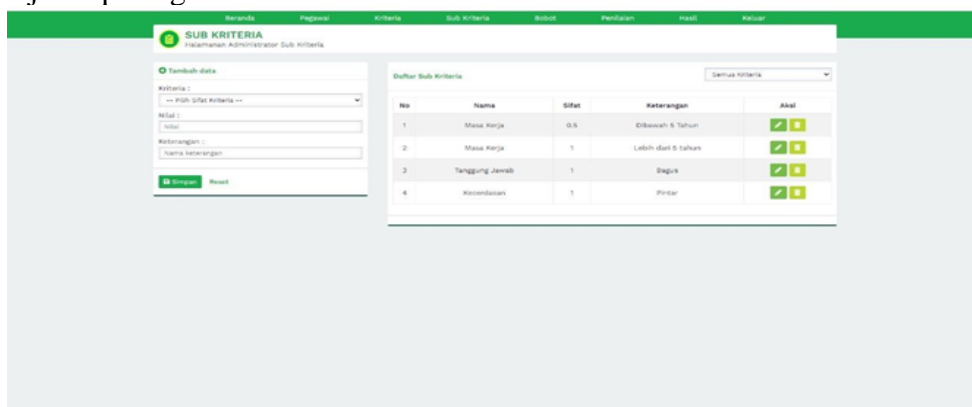 Beranda Pegawai Kriteria Sub Kriteria Bobot Penilaian Hasil Keluar
SUB KRITERIA
Halamanan Administrator Sub Kriteria
Tambah data
Kriteria :
-- Pilih Sifat Kriteria --
Nilai :
Nilai
Keterangan :
Nama keterangan
Simpan Reset
Daftar Sub Kriteria
Semua Kriteria
No Nama Sifat Keterangan Aksi
1 Masa Kerja 0.5 Dibawah 5 Tahun
2 Masa Kerja 1 Lebih dari 5 tahun
3 Tanggung Jawab 1 Bagus
4 Kecerdasan 1 Pintar